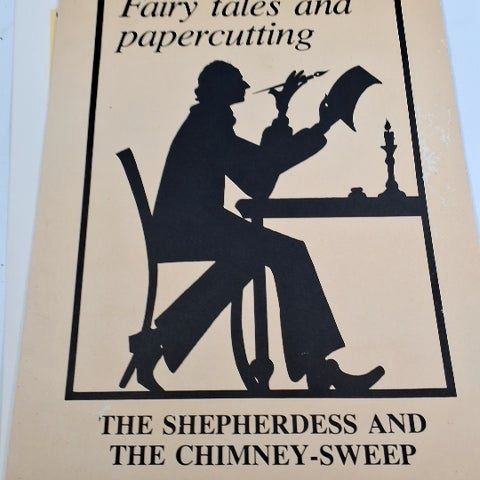 Fairy tales and
papercutting
THE SHEPHERDESS AND
THE CHIMNEY-SWEEP